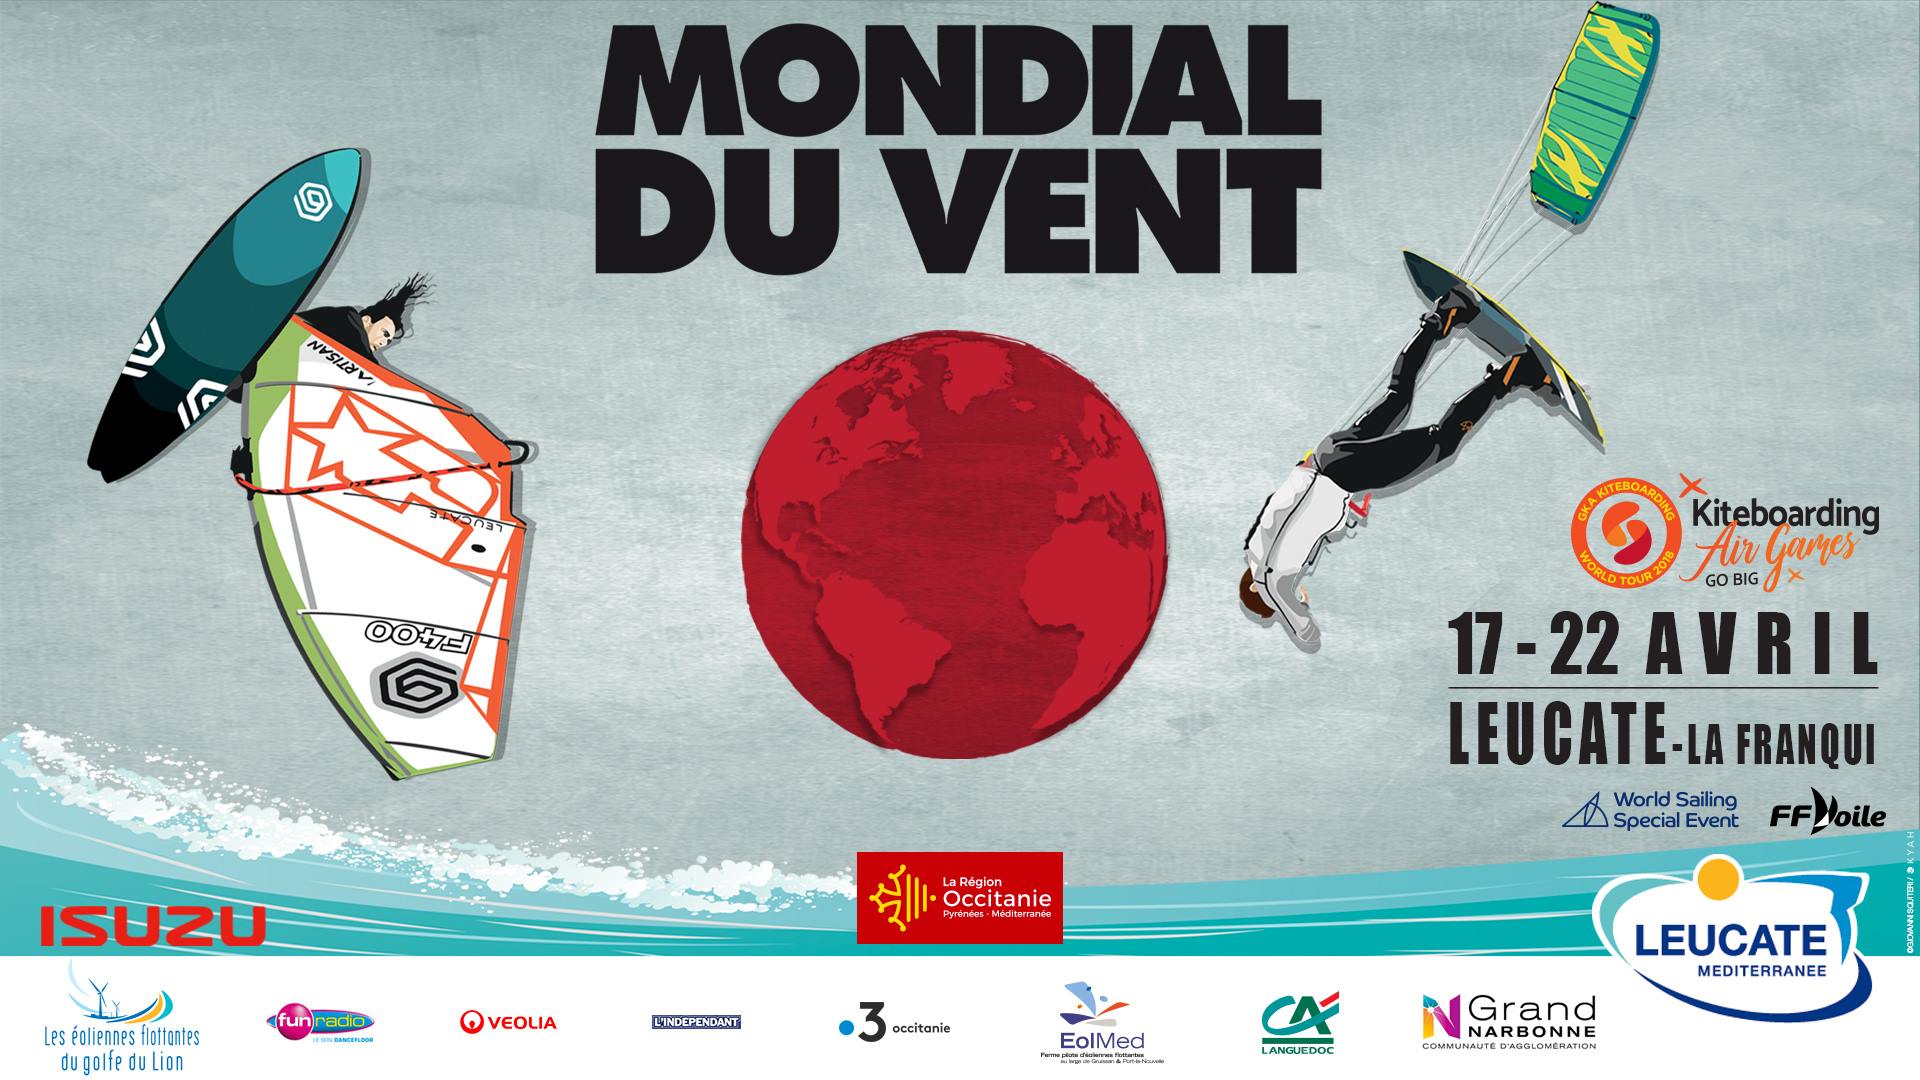 MONDIAL
DU VENT
ARTISAN
LEUCATE
F400
GKA KITEBOARDING
WORLD TOUR 2018
Kiteboarding
Air Games
GO BIG
17-22 AVRIL
LEUCATE-LA FRANQUI
World Sailing
Special Event
FFVoile
©GIOVANNI SQUITIERI / KYAH
La Région
Occitanie
Pyrénées - Méditerranée
ISUZU
LEUCATE
MEDITERRANEE
Les éoliennes flottantes
du golfe du Lion
fun radio
LE SON DANCEFLOOR
VEOLIA
L'INDEPENDANT
3 occitanie
EolMed
Ferme pilote d'éoliennes flottantes
au large de Gruissan & Port-la-Nouvelle
CA
LANGUEDOC
Grand
NARBONNE
COMMUNAUTÉ D'AGGLOMÉRATION